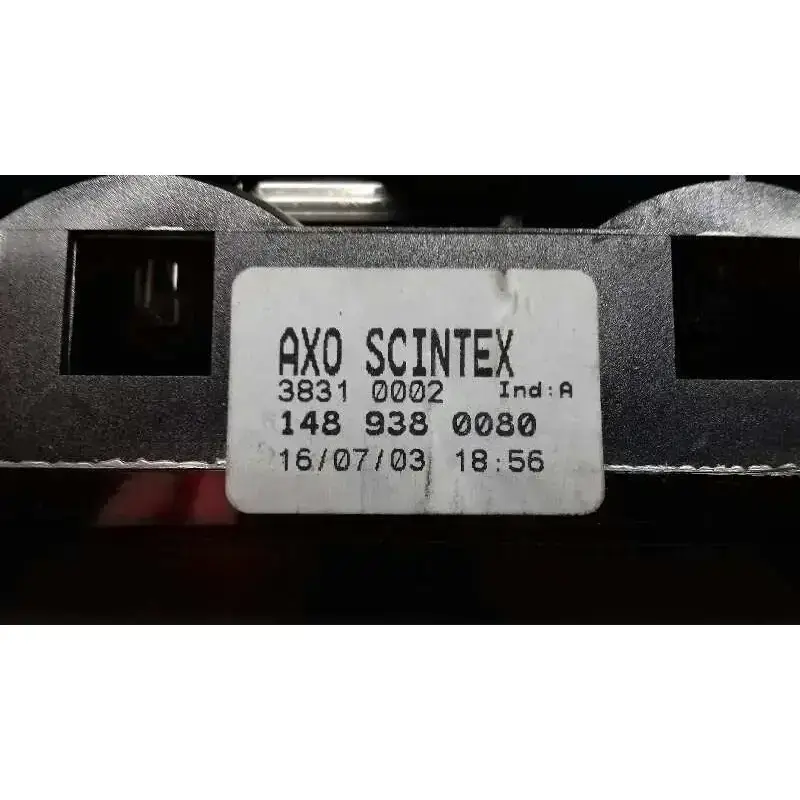 AXO SCINTEX
3831 0002 Ind:A
148 938 0080
16/07/03 18:56